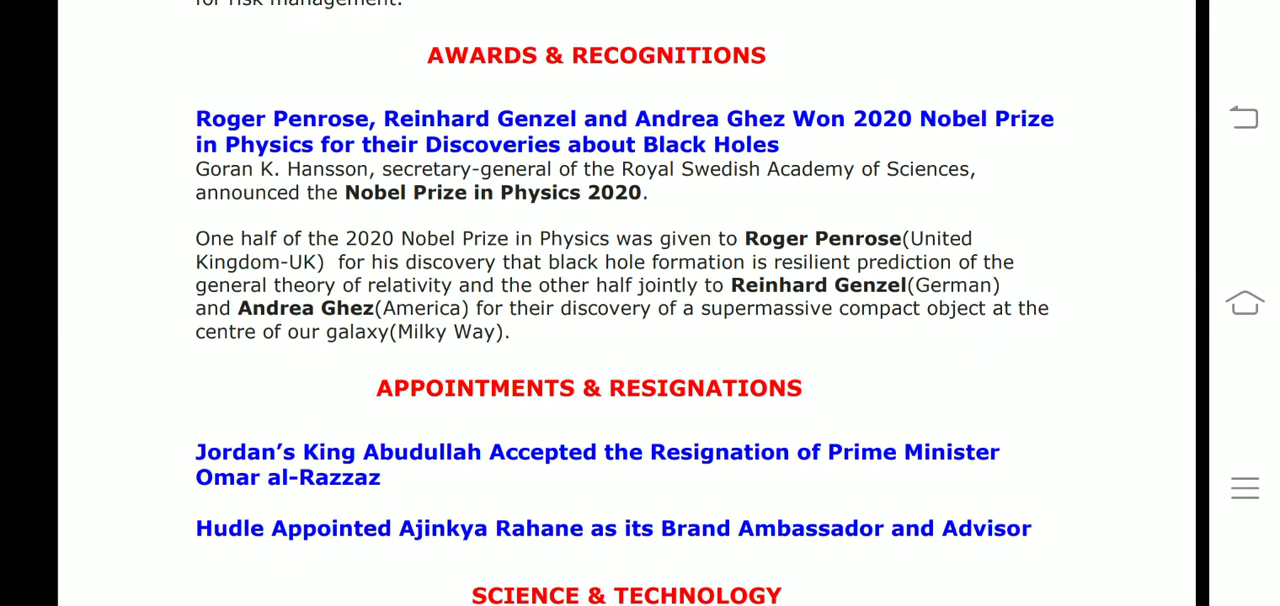 for risk management.
AWARDS & RECOGNITIONS
Roger Penrose, Reinhard Genzel and Andrea Ghez Won 2020 Nobel Prize
in Physics for their Discoveries about Black Holes
Goran K. Hansson, secretary-general of the Royal Swedish Academy of Sciences,
announced the Nobel Prize in Physics 2020.
One half of the 2020 Nobel Prize in Physics was given to Roger Penrose(United
Kingdom-UK)  for his discovery that black hole formation is resilient prediction of the
general theory of relativity and the other half jointly to Reinhard Genzel(German)
and Andrea Ghez(America) for their discovery of a supermassive compact object at the
centre of our galaxy(Milky Way).
APPOINTMENTS & RESIGNATIONS
Jordan’s King Abudullah Accepted the Resignation of Prime Minister
Omar al-Razzaz
Hudle Appointed Ajinkya Rahane as its Brand Ambassador and Advisor
SCIENCE & TECHNOLOGY